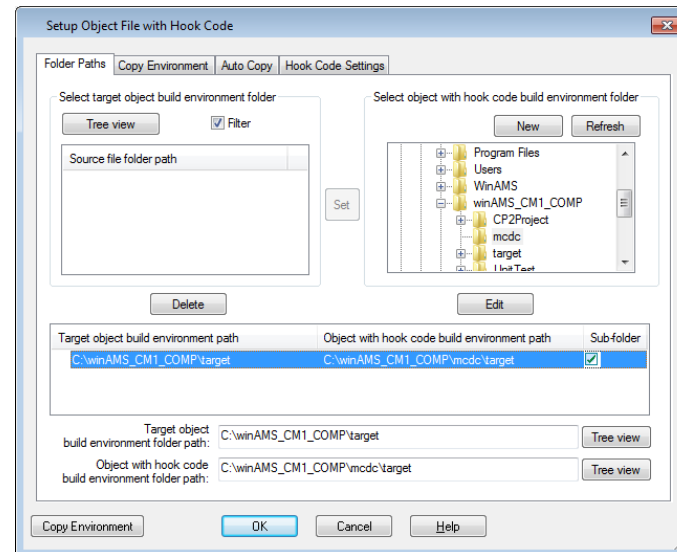 Setup Object File with Hook Code
Folder Paths Copy Environment Auto Copy Hook Code Settings
Select target object build environment folder
Tree view Filter
Source file folder path
Set
Select object with hook code build environment folder
New Refresh
Program Files
Users
WinAMS
winAMS_CM1_COMP
CP2Project
mcdc
target
UnitTest
Delete Edit
Target object build environment path Object with hook code build environment path Sub-folder
C:\winAMS_CM1_COMP\target C:\winAMS_CM1_COMP\mcdc\target
Target object
build environment folder path: C:\winAMS_CM1_COMP\target Tree view
Object with hook code
build environment folder path: C:\winAMS_CM1_COMP\mcdc\target Tree view
Copy Environment OK Cancel Help